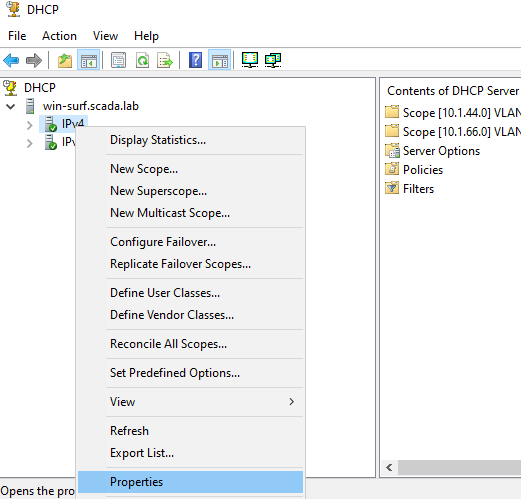 DHCP
File Action View Help
DHCP
win-surf.scada.lab
IPv4
IPv
Contents of DHCP Server
Scope [10.1.44.0] VLAN
Scope [10.1.66.0] VLAN
Server Options
Policies
Filters
Display Statistics...
New Scope...
New Superscope...
New Multicast Scope...
Configure Failover...
Replicate Failover Scopes...
Define User Classes...
Define Vendor Classes...
Reconcile All Scopes...
Set Predefined Options...
View
Refresh
Export List...
Properties
Opens the pro